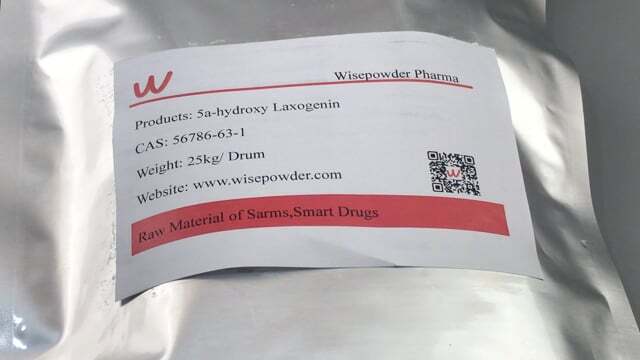 W
Wisepowder Pharma
Products: 5a-hydroxy Laxogenin
CAS: 56786-63-1
Weight: 25kg/ Drum
Website: www.wisepowder.com
W
Raw Material of Sarms,Smart Drugs